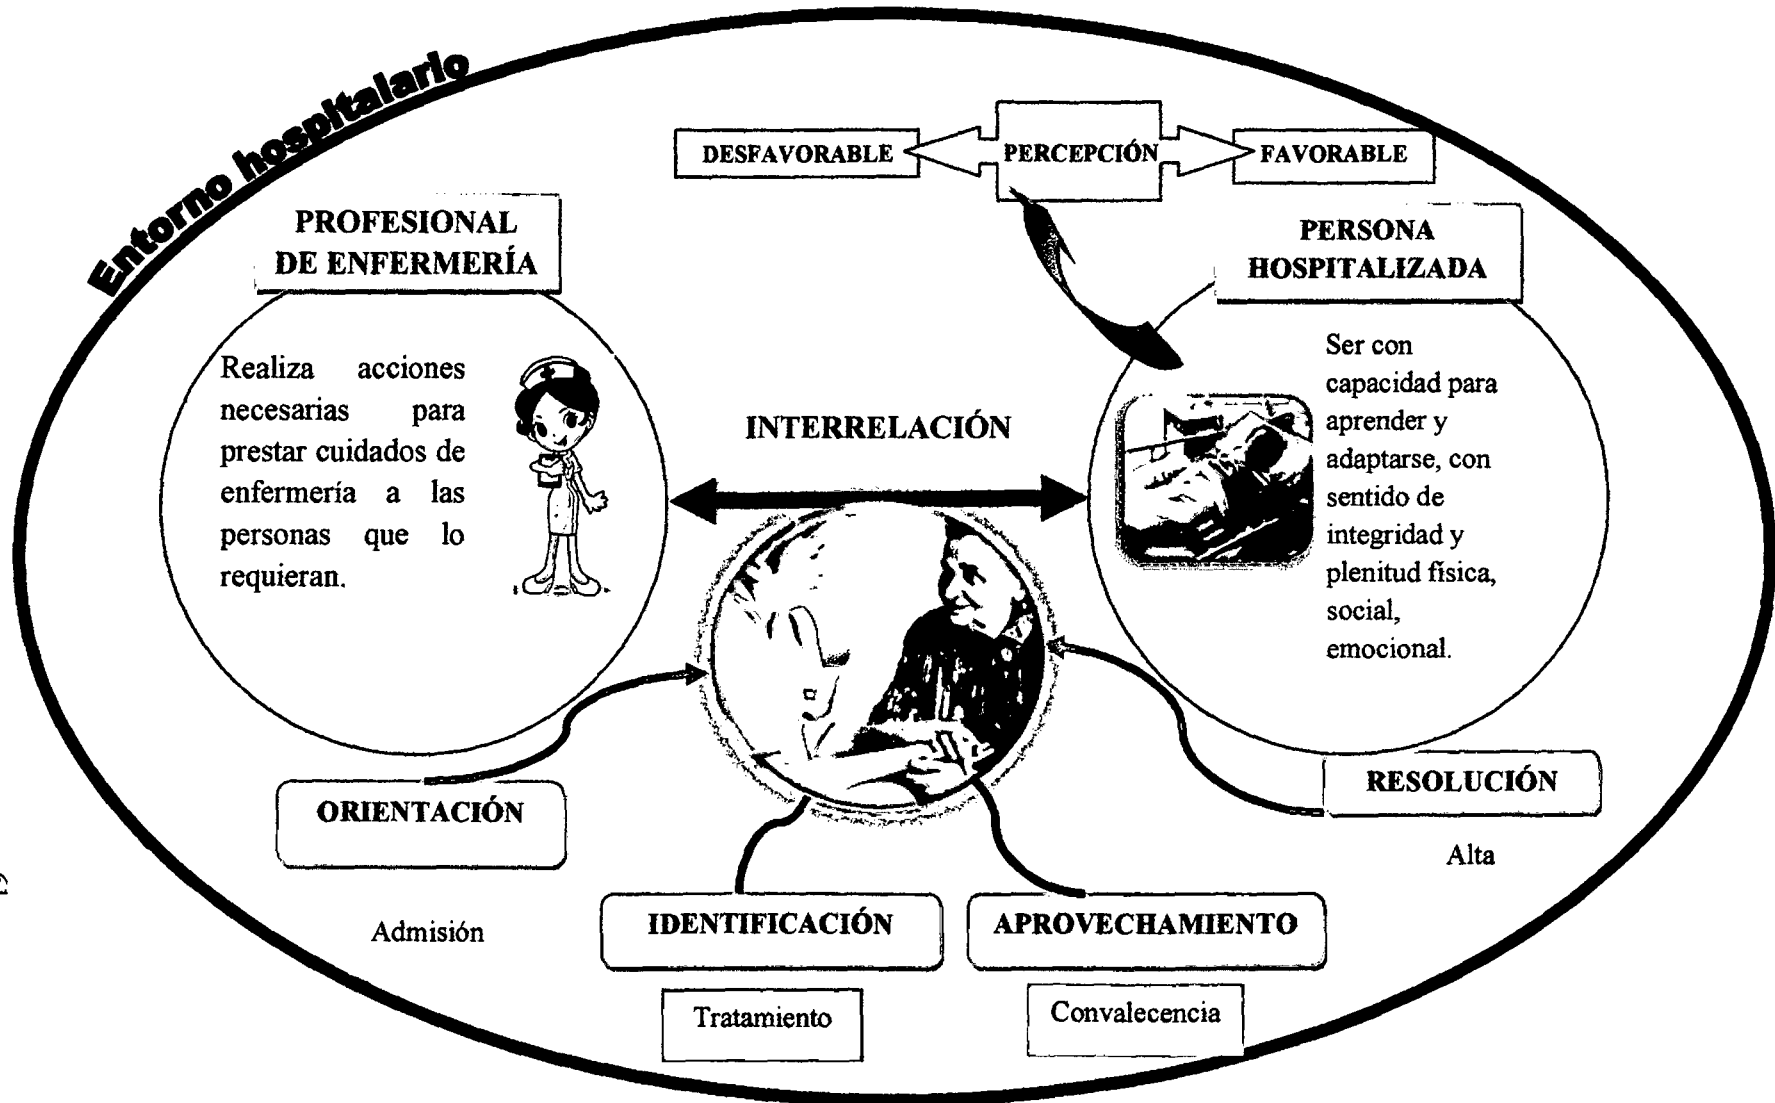 Entorno hospitalario
DESFAVORABLE
PERCEPCIÓN
FAVORABLE
PROFESIONAL
DE ENFERMERÍA
PERSONA
HOSPITALIZADA
Realiza acciones
necesarias para
prestar cuidados de
enfermería a las
personas que lo
requieran.
INTERRELACIÓN
Ser con
capacidad para
aprender y
adaptarse, con
sentido de
integridad y
plenitud física,
social,
emocional.
ORIENTACIÓN
Admisión
IDENTIFICACIÓN
Tratamiento
APROVECHAMIENTO
Convalecencia
RESOLUCIÓN
Alta